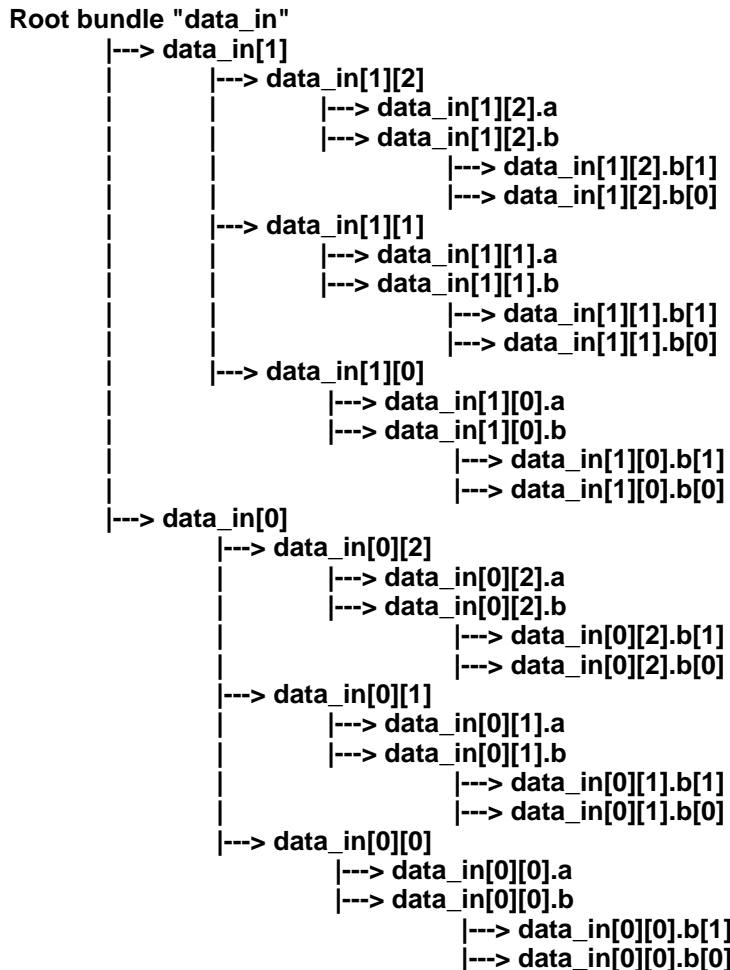 Root bundle "data_in"
|---> data_in[1]
|---> data_in[1][2]
|---> data_in[1][2].a
|---> data_in[1][2].b
|---> data_in[1][2].b[1]
|---> data_in[1][2].b[0]
|---> data_in[1][1]
|---> data_in[1][1].a
|---> data_in[1][1].b
|---> data_in[1][1].b[1]
|---> data_in[1][1].b[0]
|---> data_in[1][0]
|---> data_in[1][0].a
|---> data_in[1][0].b
|---> data_in[1][0].b[1]
|---> data_in[1][0].b[0]
|---> data_in[0]
|---> data_in[0][2]
|---> data_in[0][2].a
|---> data_in[0][2].b
|---> data_in[0][2].b[1]
|---> data_in[0][2].b[0]
|---> data_in[0][1]
|---> data_in[0][1].a
|---> data_in[0][1].b
|---> data_in[0][1].b[1]
|---> data_in[0][1].b[0]
|---> data_in[0][0]
|---> data_in[0][0].a
|---> data_in[0][0].b
|---> data_in[0][0].b[1]
|---> data_in[0][0].b[0]